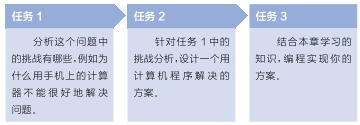 任务 1
分析这个问题中
的挑战有哪些,例如为
什么用手机上的计算
器不能很好地解决
问题。
任务 2
针对任务 1 中的
挑战分析,设计一个用
计算机程序解决的
方案。
任务 3
结合本章学习的
知识,编程实现你的
方案。